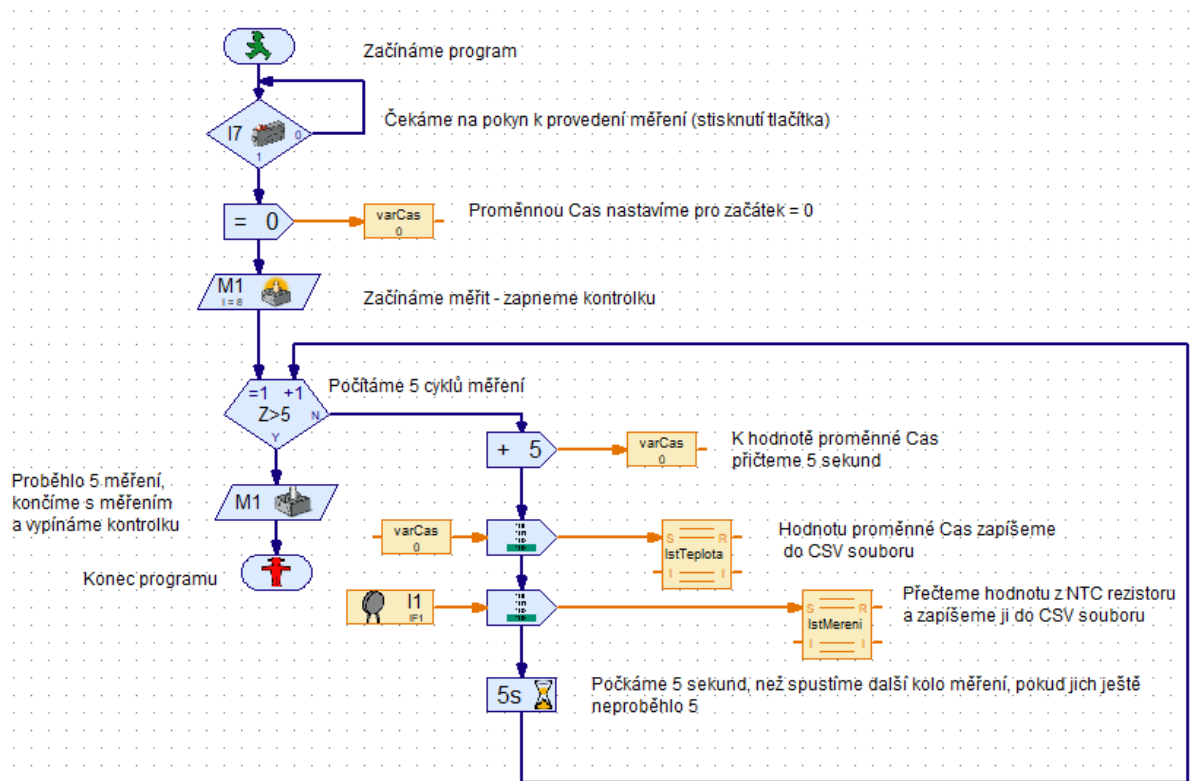 Začínáme program
Čekáme na pokyn k provedení měření (stisknutí tlačítka)
I7
0
1
= 0
varCas
0
Proměnnou Cas nastavíme pro začátek = 0
M1
I = 8
Začínáme měřit - zapneme kontrolku
=1 +1
Z>5
N
Y
Počítáme 5 cyklů měření
+ 5
varCas
0
K hodnotě proměnné Cas
přičteme 5 sekund
Proběhlo 5 měření,
končíme s měřením
a vypínáme kontrolku
M1
varCas
0
S R
lstTeplota
I I
Hodnotu proměnné Cas zapíšeme
do CSV souboru
Konec programu
I1
IF1
S R
lstMereni
I I
Přečteme hodnotu z NTC rezistoru
a zapíšeme ji do CSV souboru
5s
Počkáme 5 sekund, než spustíme další kolo měření, pokud jich ještě
neproběhlo 5